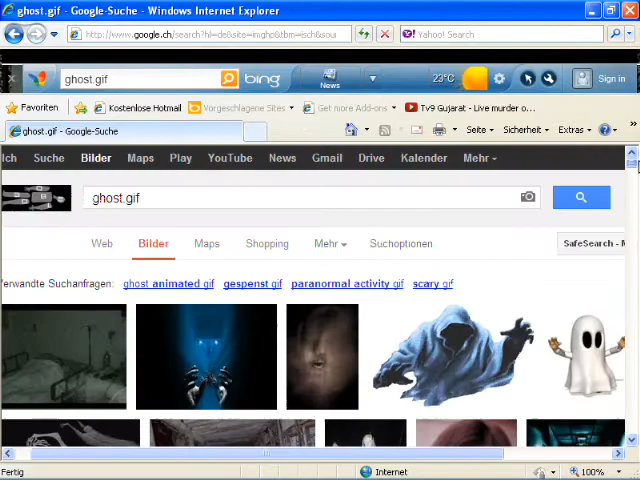 ghost.gif - Google-Suche - Windows Internet Explorer
http://www.google.ch/search?hl=de&site=imghp&tbm=isch&sou
Yahoo! Search
ghost.gif
bing
News
23°C
Sign in
Favoriten
Kostenlose Hotmail
Vorgeschlagene Sites
Get more Add-ons
Tv9 Gujarat - Live murder o...
ghost.gif - Google-Suche
Seite
Sicherheit
Extras
»
Ich Suche Bilder Maps Play YouTube News Gmail Drive Kalender Mehr
ghost.gif
Web Bilder Maps Shopping Mehr Suchoptionen
SafeSearch - M
erwandte Suchanfragen: ghost animated gif gespenst gif paranormal activity gif scary gif
Fertig
Internet
100%